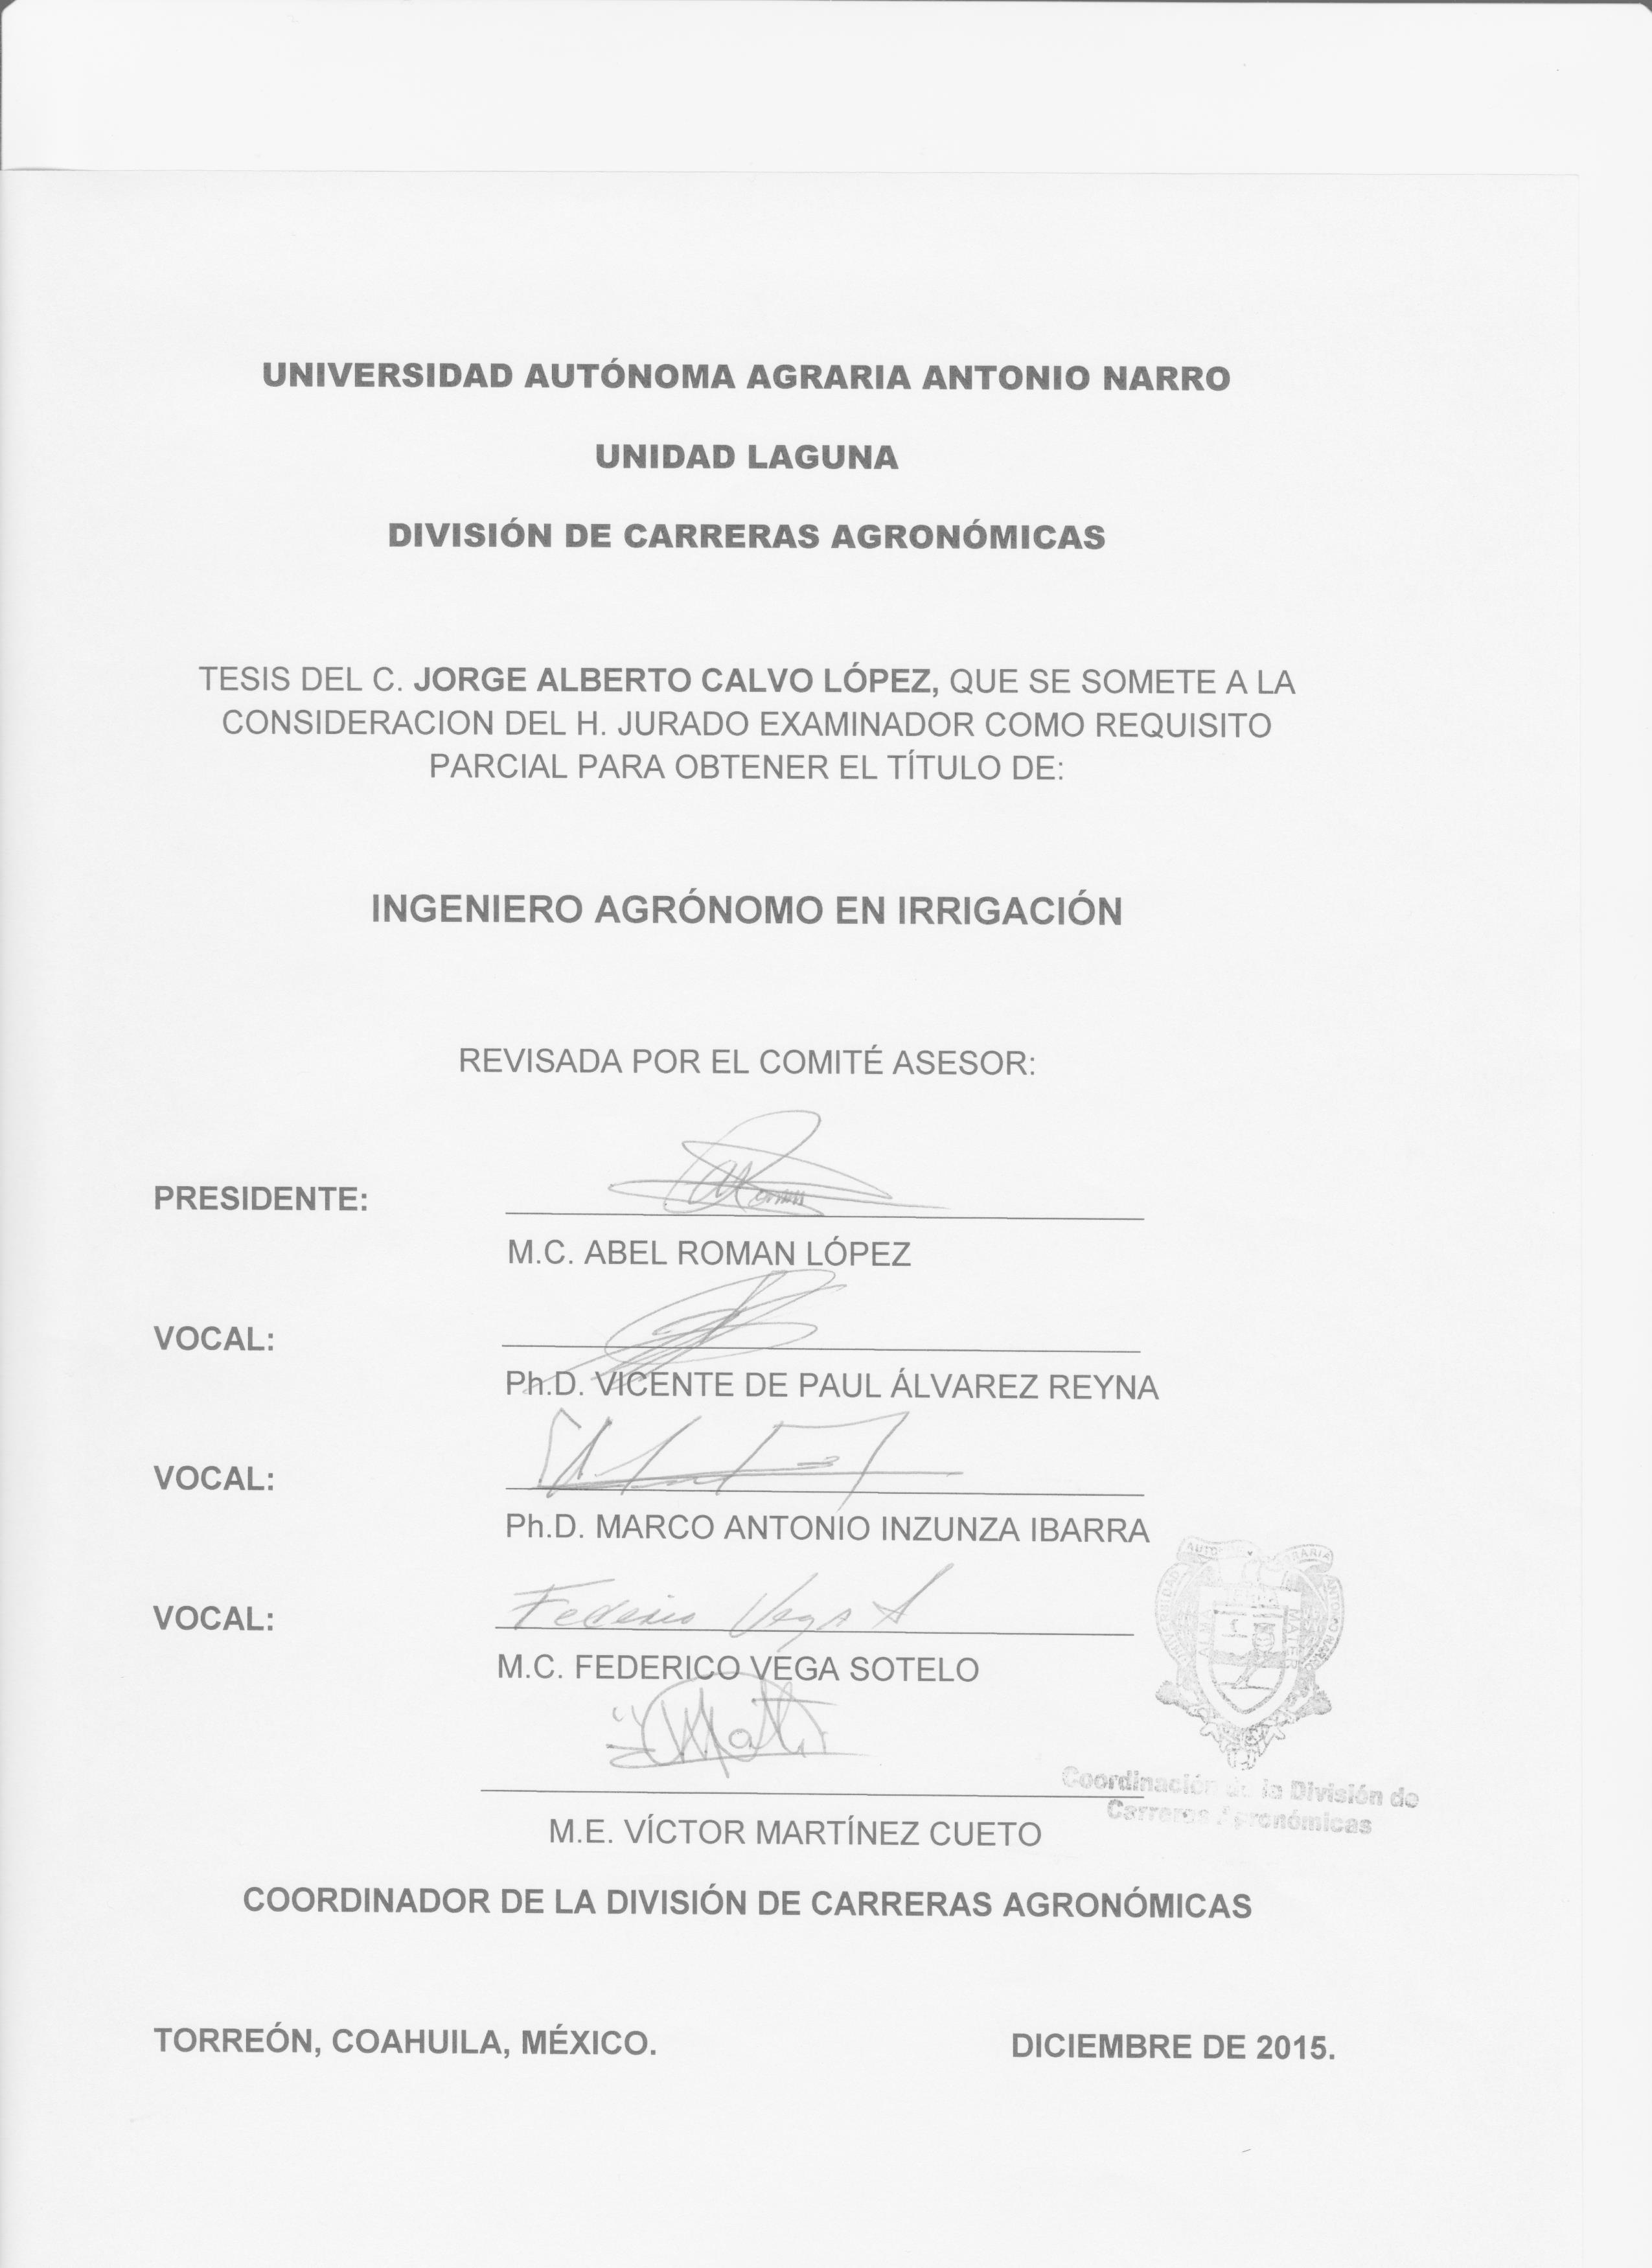 UNIVERSIDAD AUTÓNOMA AGRARIA ANTONIO NARRO
UNIDAD LAGUNA
DIVISIÓN DE CARRERAS AGRONÓMICAS
TESIS DEL C. JORGE ALBERTO CALVO LÓPEZ, QUE SE SOMETE A LA
CONSIDERACION DEL H. JURADO EXAMINADOR COMO REQUISITO
PARCIAL PARA OBTENER EL TÍTULO DE:
INGENIERO AGRÓNOMO EN IRRIGACIÓN
REVISADA POR EL COMITÉ ASESOR:
PRESIDENTE:
M.C. ABEL ROMAN LÓPEZ
VOCAL:
Ph.D. VICENTE DE PAUL ÁLVAREZ REYNA
VOCAL:
Ph.D. MARCO ANTONIO INZUNZA IBARRA
VOCAL:
Federico Vega S
M.C. FEDERICO VEGA SOTELO
Coordinación de la División de
Carreras Agronómicas
M.E. VÍCTOR MARTÍNEZ CUETO
COORDINADOR DE LA DIVISIÓN DE CARRERAS AGRONÓMICAS
TORREÓN, COAHUILA, MÉXICO. DICIEMBRE DE 2015.